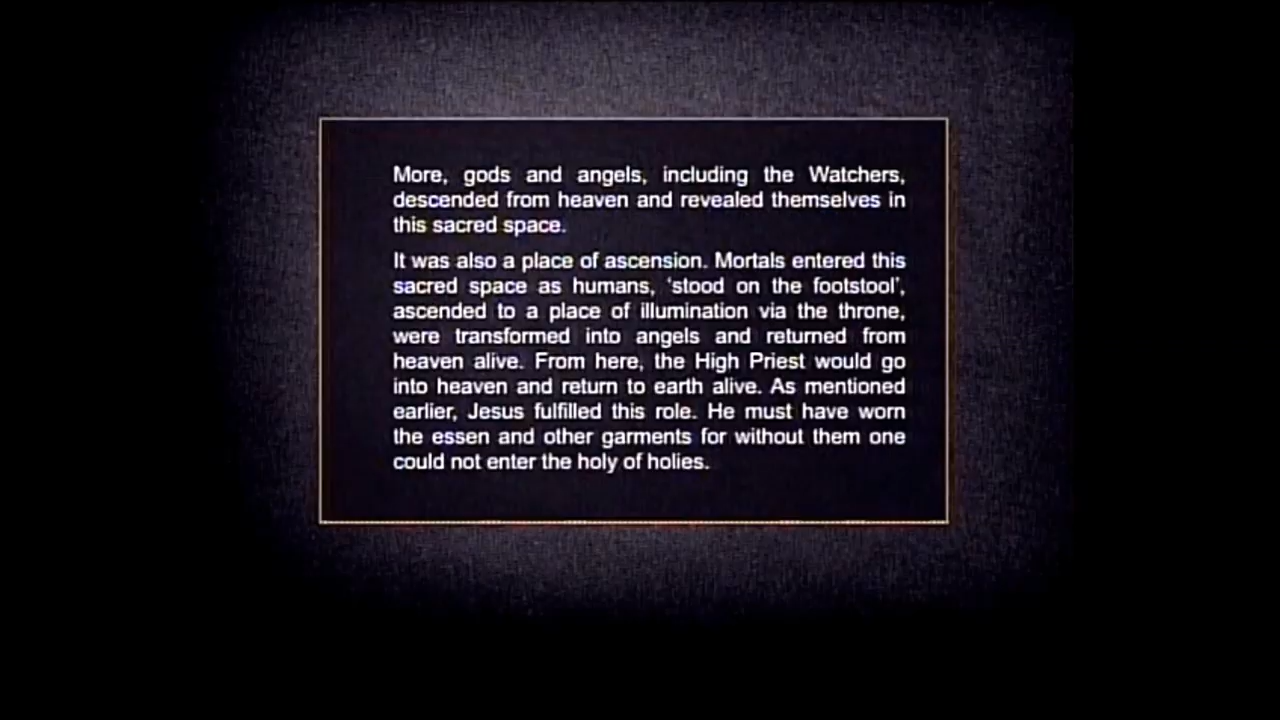 More, gods and angels, including the Watchers,
descended from heaven and revealed themselves in
this sacred space.
It was also a place of ascension. Mortals entered this
sacred space as humans, ‘stood on the footstool’,
ascended to a place of illumination via the throne,
were transformed into angels and returned from
heaven alive. From here, the High Priest would go
into heaven and return to earth alive. As mentioned
earlier, Jesus fulfilled this role. He must have worn
the essen and other garments for without them one
could not enter the holy of holies.